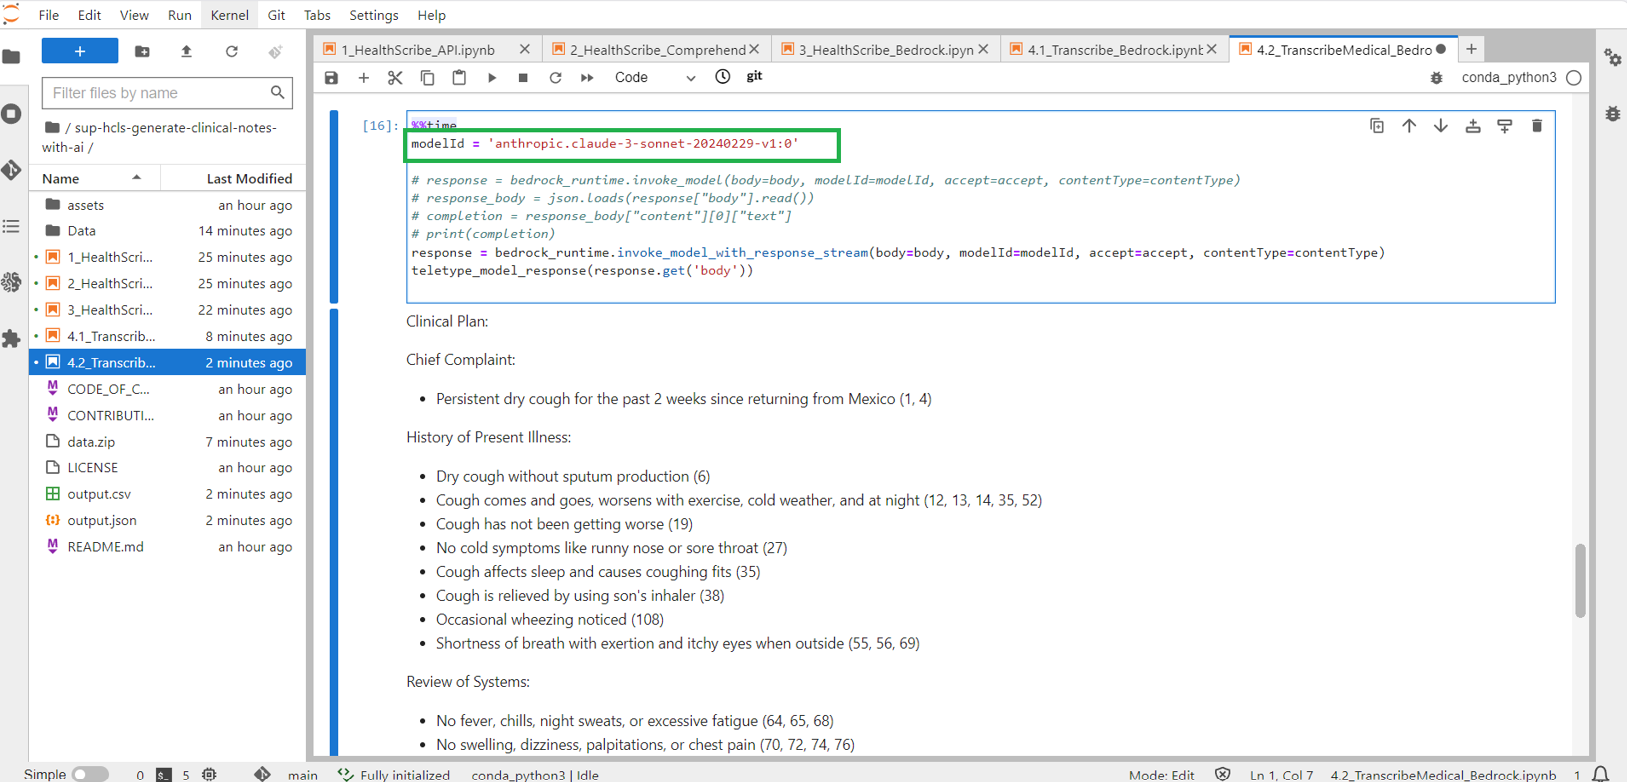 File Edit View Run Kernel Git Tabs Settings Help
+
Filter files by name
/ sup-hcls-generate-clinical-notes-
with-ai /
Name Last Modified
assets an hour ago
Data 14 minutes ago
1_HealthScri... 25 minutes ago
2_HealthScri... 25 minutes ago
3_HealthScri... 22 minutes ago
4.1_Transcrib... 8 minutes ago
4.2_Transcrib... 2 minutes ago
CODE_OF_C... an hour ago
CONTRIBUTI... an hour ago
data.zip 7 minutes ago
LICENSE an hour ago
output.csv 2 minutes ago
output.json 2 minutes ago
README.md an hour ago
1_HealthScribe_API.ipynb 2_HealthScribe_Comprehend 3_HealthScribe_Bedrock.ipyn 4.1_Transcribe_Bedrock.ipynb 4.2_TranscribeMedical_Bedro
Code git conda_python3
[16]: %%time
modelId = 'anthropic.claude-3-sonnet-20240229-v1:0'
# response = bedrock_runtime.invoke_model(body=body, modelId=modelId, accept=accept, contentType=contentType)
# response_body = json.loads(response["body"].read())
# completion = response_body["content"][0]["text"]
# print(completion)
response = bedrock_runtime.invoke_model_with_response_stream(body=body, modelId=modelId, accept=accept, contentType=contentType)
teletype_model_response(response.get('body'))
Clinical Plan:
Chief Complaint:
• Persistent dry cough for the past 2 weeks since returning from Mexico (1, 4)
History of Present Illness:
• Dry cough without sputum production (6)
• Cough comes and goes, worsens with exercise, cold weather, and at night (12, 13, 14, 35, 52)
• Cough has not been getting worse (19)
• No cold symptoms like runny nose or sore throat (27)
• Cough affects sleep and causes coughing fits (35)
• Cough is relieved by using son's inhaler (38)
• Occasional wheezing noticed (108)
• Shortness of breath with exertion and itchy eyes when outside (55, 56, 69)
Review of Systems:
• No fever, chills, night sweats, or excessive fatigue (64, 65, 68)
• No swelling, dizziness, palpitations, or chest pain (70, 72, 74, 76)
Simple 0 5 main Fully initialized conda_python3 | Idle Mode: Edit Ln 1, Col 7 4.2_TranscribeMedical_Bedrock.ipynb 1